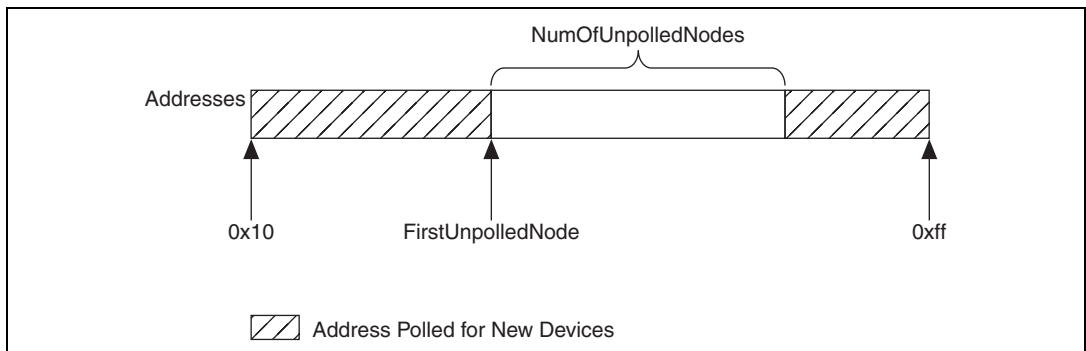 NumOfUnpolledNodes
Addresses
0x10
FirstUnpolledNode
0xff
Address Polled for New Devices